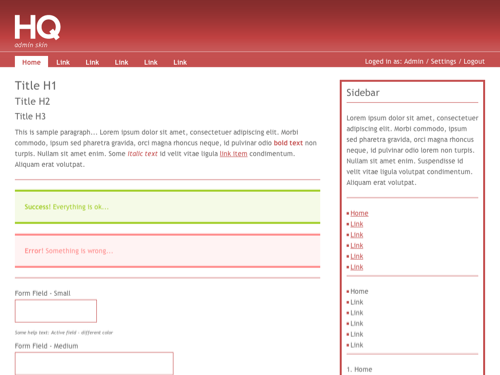 HQ
admin skin
Home Link Link Link Link Link
Loged in as: Admin / Settings / Logout
Title H1
Title H2
Title H3
This is sample paragraph... Lorem ipsum dolor sit amet, consectetuer adipiscing elit. Morbi
commodo, ipsum sed pharetra gravida, orci magna rhoncus neque, id pulvinar odio bold text non
turpis. Nullam sit amet enim. Some italic text id velit vitae ligula link item condimentum.
Aliquam erat volutpat.
Success! Everything is ok...
Error! Something is wrong...
Form Field - Small
Some help text: Active field - different color
Form Field - Medium
Sidebar
Lorem ipsum dolor sit amet, consectetuer
adipiscing elit. Morbi commodo, ipsum
sed pharetra gravida, orci magna rhoncus
neque, id pulvinar odio lorem non turpis.
Nullam sit amet enim. Suspendisse id
velit vitae ligula volutpat condimentum.
Aliquam erat volutpat.
Home
Link
Link
Link
Link
Link
Home
Link
Link
Link
Link
Link
1. Home